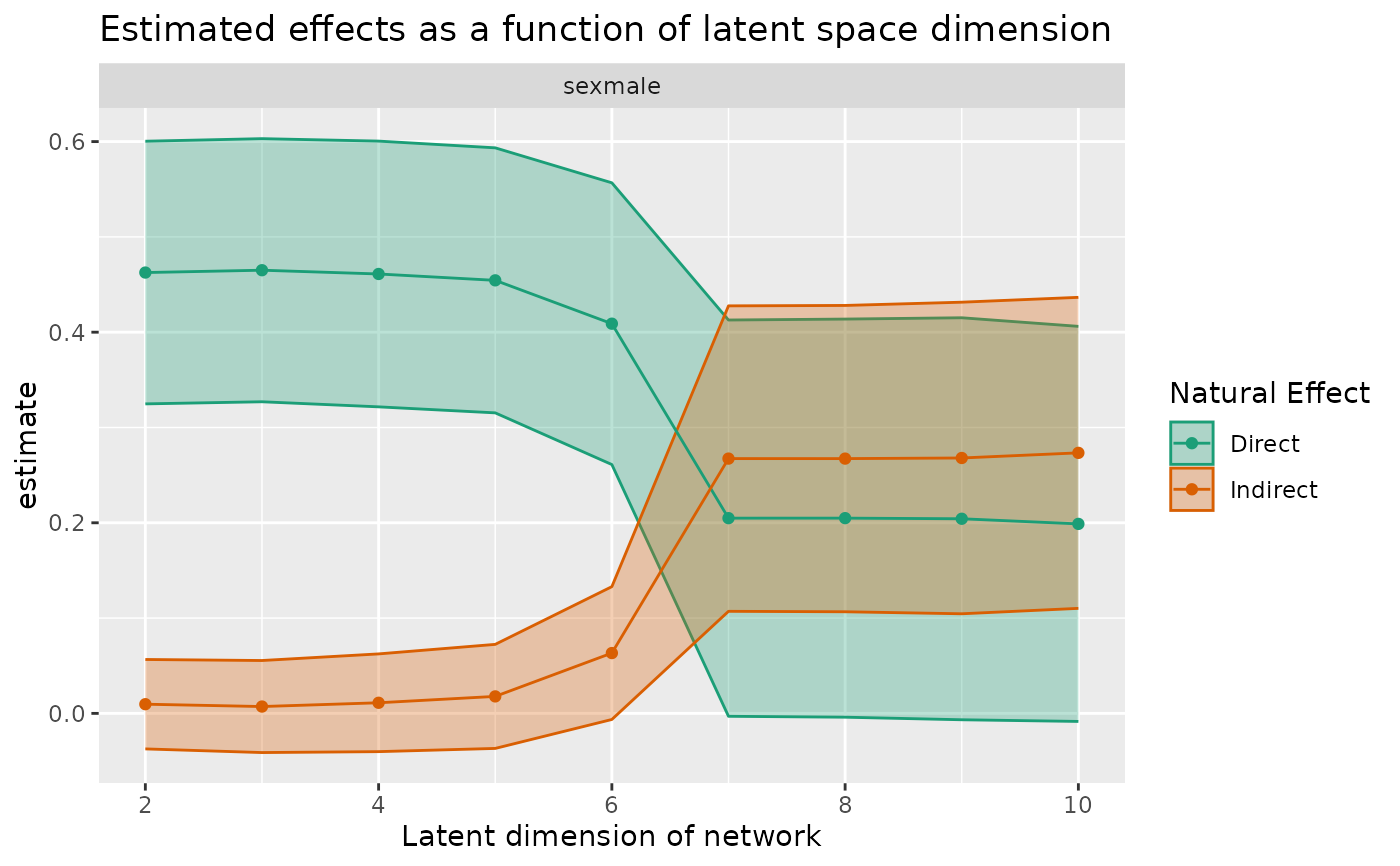 Estimated effects as a function of latent space dimension
sexmale
0.6
0.4
0.2
0.0
estimate
2 4 6 8 10
Latent dimension of network
Natural Effect
Direct
Indirect